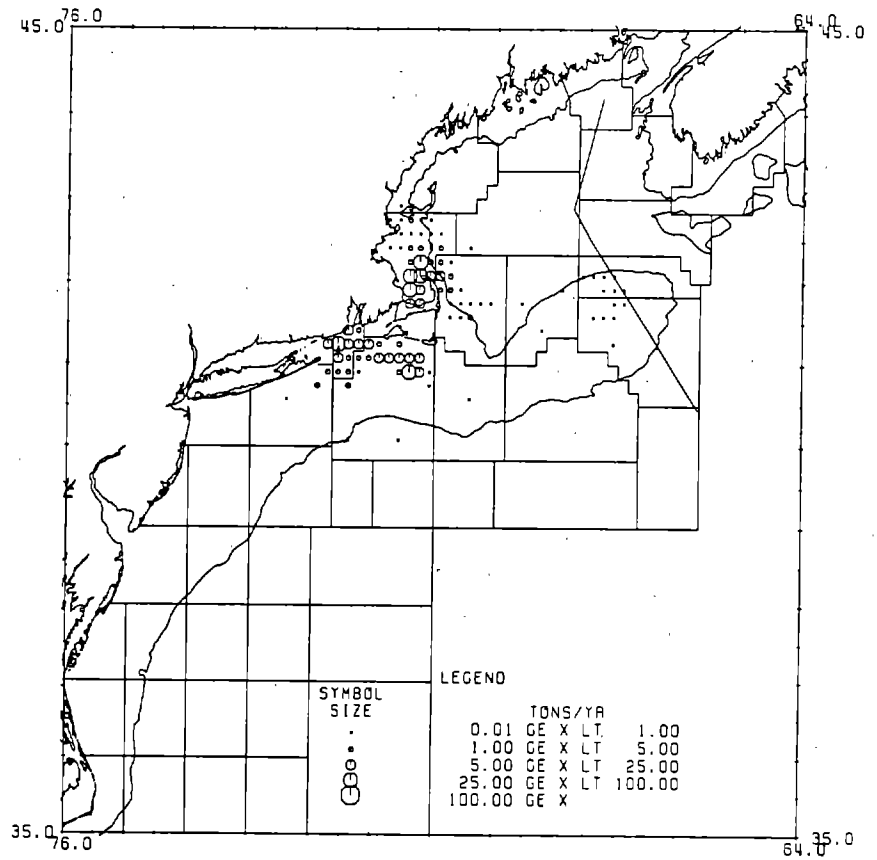 76.0 64.0
45.0 45.0
LEGEND
SYMBOL
SIZE
TONS/YR
0.01 GE X LT 1.00
1.00 GE X LT 5.00
5.00 GE X LT 25.00
25.00 GE X LT 100.00
100.00 GE X
35.0 35.0
76.0 64.0